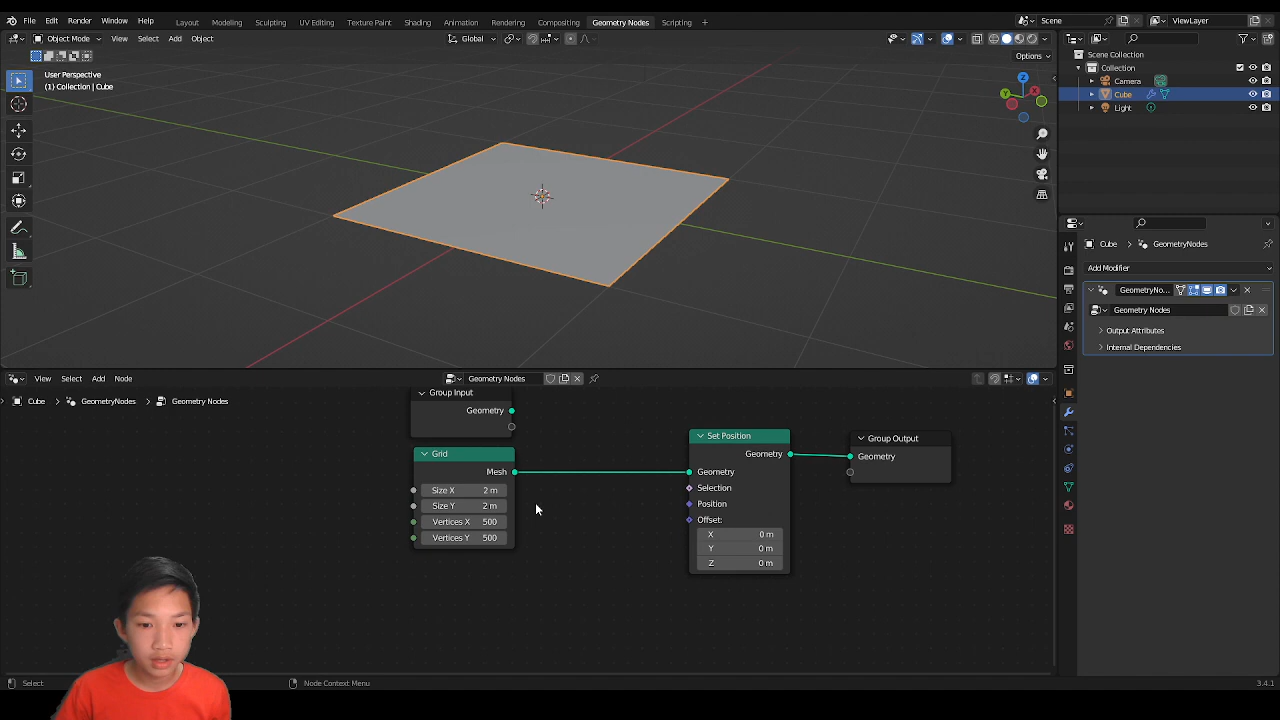 File Edit Render Window Help
Layout Modeling Sculpting UV Editing Texture Paint Shading Animation Rendering Compositing Geometry Nodes Scripting +
Scene
ViewLayer
Object Mode View Select Add Object
Global
Options
User Perspective
(1) Collection | Cube
Z
Y
X
Scene Collection
Collection
Camera
Cube
Light
Cube GeometryNodes
Add Modifier
GeometryNo...
Geometry Nodes
Output Attributes
Internal Dependencies
View Select Add Node
Geometry Nodes
Cube GeometryNodes Geometry Nodes
Group Input
Geometry
Grid
Mesh
Size X 2 m
Size Y 2 m
Vertices X 500
Vertices Y 500
Set Position
Geometry
Geometry
Selection
Position
Offset:
X 0 m
Y 0 m
Z 0 m
Group Output
Geometry
Select
Node Context Menu
3.4.1